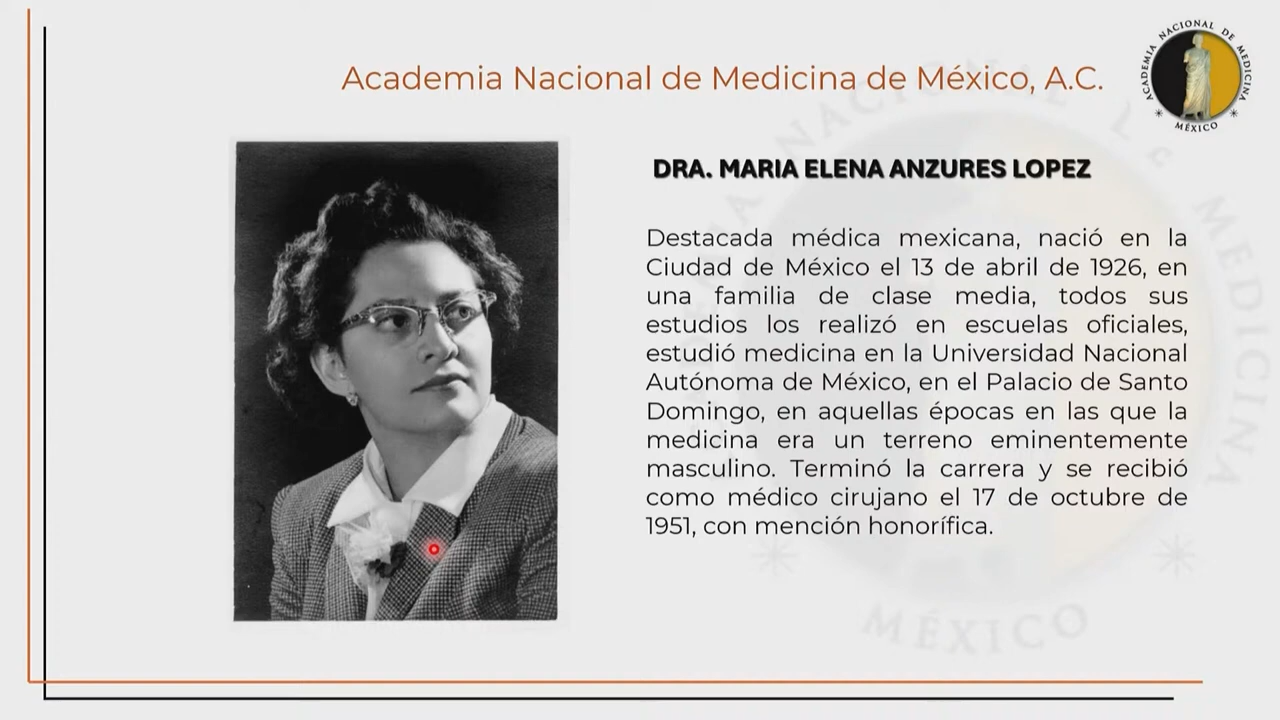 Academia Nacional de Medicina de México, A.C.
ACADEMIA NACIONAL DE MEDICINA
MÉXICO
DRA. MARIA ELENA ANZURES LOPEZ
Destacada médica mexicana, nació en la
Ciudad de México el 13 de abril de 1926, en
una familia de clase media, todos sus
estudios los realizó en escuelas oficiales,
estudió medicina en la Universidad Nacional
Autónoma de México, en el Palacio de Santo
Domingo, en aquellas épocas en las que la
medicina era un terreno eminentemente
masculino. Terminó la carrera y se recibió
como médico cirujano el 17 de octubre de
1951, con mención honorífica.
MÉXICO